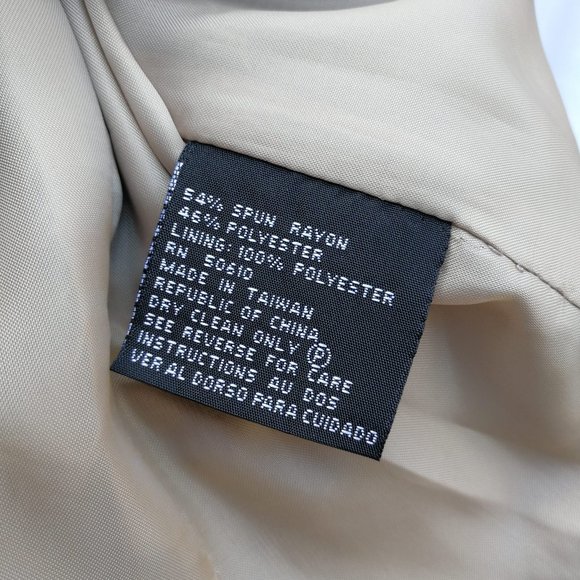 54% SPUN RAYON
46% POLYESTER
LINING: 100% POLYESTER
RN 50610
MADE IN TAIWAN
REPUBLIC OF CHINA
DRY CLEAN ONLY Ⓟ
SEE REVERSE FOR CARE
INSTRUCTIONS AU DOS
VER AL DORSO PARA CUIDADO